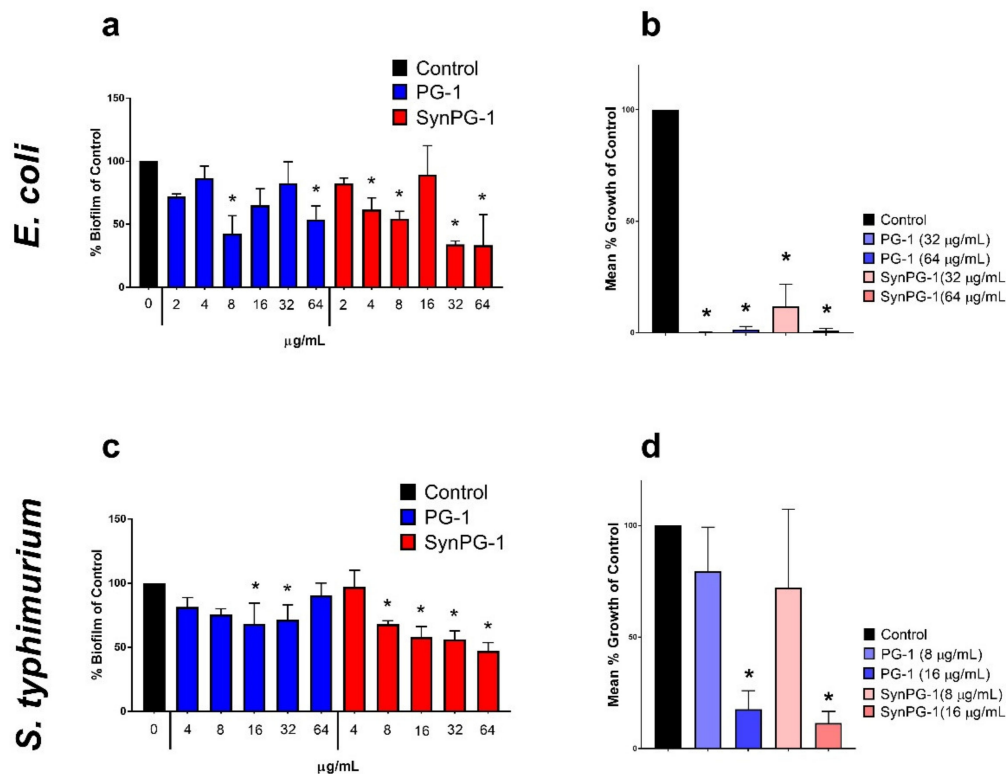 a
Control
PG-1
SynPG-1
E. coli
% Biofilm of Control
150
100
50
0
0 2 4 8 16 32 64 2 4 8 16 32 64
* * * * * *
μg/mL
b
Mean % Growth of Control
100
50
0
* * * *
Control
PG-1 (32 μg/mL)
PG-1 (64 μg/mL)
SynPG-1(32 μg/mL
SynPG-1(64 μg/mL
c
Control
PG-1
SynPG-1
S. typhimurium
% Biofilm of Control
150
100
50
0
0 4 8 16 32 64 4 8 16 32 64
* * * * * *
μg/mL
d
Mean % Growth of Control
100
50
0
* *
Control
PG-1 (8 μg/mL)
PG-1 (16 μg/mL)
SynPG-1(8 μg/mL)
SynPG-1(16 μg/mL